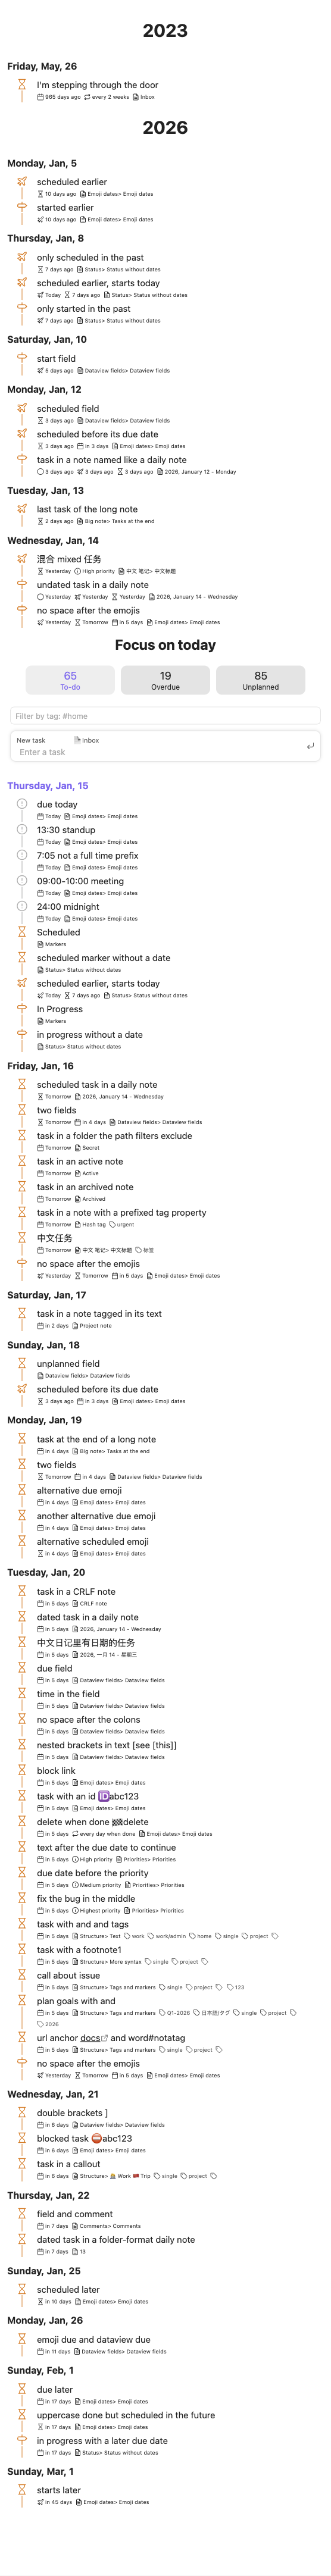 2023
Friday, May, 26
I'm stepping through the door
965 days ago every 2 weeks inbox
2026
Monday, Jan, 5
scheduled earlier
10 days ago Emoji dates> Emoji dates
started earlier
10 days ago Emoji dates> Emoji dates
Thursday, Jan, 8
only scheduled in the past
7 days ago Status> Status without dates
scheduled earlier, starts today
Today 7 days ago Status> Status without dates
only started in the past
7 days ago Status> Status without dates
Saturday, Jan, 10
start field
5 days ago Dataview fields> Dataview fields
Monday, Jan, 12
scheduled field
3 days ago Dataview fields> Dataview fields
scheduled before its due date
3 days ago in 3 days Emoji dates> Emoji dates
task in a note named like a daily note
3 days ago 3 days ago 3 days ago 2026, January 12 - Monday
Tuesday, Jan, 13
last task of the long note
2 days ago Big note> Tasks at the end
Wednesday, Jan, 14
混合 mixed 任务
Yesterday High priority 中文 笔记> 中文标题
undated task in a daily note
Yesterday Yesterday Yesterday 2026, January 14 - Wednesday
no space after the emojis
Yesterday Tomorrow in 5 days Emoji dates> Emoji dates
Focus on today
65 19 85
To-do Overdue Unplanned
Filter by tag: #home
New task Inbox
Enter a task
Thursday, Jan, 15
due today
Today Emoji dates> Emoji dates
13:30 standup
Today Emoji dates> Emoji dates
7:05 not a full time prefix
Today Emoji dates> Emoji dates
09:00-10:00 meeting
Today Emoji dates> Emoji dates
24:00 midnight
Today Emoji dates> Emoji dates
Scheduled
Markers
scheduled marker without a date
Status> Status without dates
scheduled earlier, starts today
Today 7 days ago Status> Status without dates
In Progress
Markers
in progress without a date
Status> Status without dates
Friday, Jan, 16
scheduled task in a daily note
Tomorrow 2026, January 14 - Wednesday
two fields
Tomorrow in 4 days Dataview fields> Dataview fields
task in a folder the path filters exclude
Tomorrow Secret
task in an active note
Tomorrow Active
task in an archived note
Tomorrow Archived
task in a note with a prefixed tag property
Tomorrow Hash tag urgent
中文任务
Tomorrow 中文 笔记> 中文标题 标签
no space after the emojis
Yesterday Tomorrow in 5 days Emoji dates> Emoji dates
Saturday, Jan, 17
task in a note tagged in its text
in 2 days Project note
Sunday, Jan, 18
unplanned field
Dataview fields> Dataview fields
scheduled before its due date
3 days ago in 3 days Emoji dates> Emoji dates
Monday, Jan, 19
task at the end of a long note
in 4 days Big note> Tasks at the end
two fields
Tomorrow in 4 days Dataview fields> Dataview fields
alternative due emoji
in 4 days Emoji dates> Emoji dates
another alternative due emoji
in 4 days Emoji dates> Emoji dates
alternative scheduled emoji
in 4 days Emoji dates> Emoji dates
Tuesday, Jan, 20
task in a CRLF note
in 5 days CRLF note
dated task in a daily note
in 5 days 2026, January 14 - Wednesday
中文日记里有日期的任务
in 5 days 2026, 一月 14 - 星期三
due field
in 5 days Dataview fields> Dataview fields
time in the field
in 5 days Dataview fields> Dataview fields
no space after the colons
in 5 days Dataview fields> Dataview fields
nested brackets in text [see [this]]
in 5 days Dataview fields> Dataview fields
block link
in 5 days Emoji dates> Emoji dates
task with an id 🆔abc123
in 5 days Emoji dates> Emoji dates
delete when done 🏁delete
in 5 days every day when done Emoji dates> Emoji dates
text after the due date to continue
in 5 days High priority Priorities> Priorities
due date before the priority
in 5 days Medium priority Priorities> Priorities
fix the bug in the middle
in 5 days Highest priority Priorities> Priorities
task with and and tags
in 5 days Structure> Text work work/admin home single project
task with a footnote1
in 5 days Structure> More syntax single project
call about issue
in 5 days Structure> Tags and markers single project 123
plan goals with and
in 5 days Structure> Tags and markers Q1-2026 日本語/タグ single project
2026
url anchor docs and word#notatag
in 5 days Structure> Tags and markers single project
no space after the emojis
Yesterday Tomorrow in 5 days Emoji dates> Emoji dates
Wednesday, Jan, 21
double brackets ]
in 6 days Dataview fields> Dataview fields
blocked task ⛔abc123
in 6 days Emoji dates> Emoji dates
task in a callout
in 6 days Structure> Work Trip single project
Thursday, Jan, 22
field and comment
in 7 days Comments> Comments
dated task in a folder-format daily note
in 7 days 13
Sunday, Jan, 25
scheduled later
in 10 days Emoji dates> Emoji dates
Monday, Jan, 26
emoji due and dataview due
in 11 days Dataview fields> Dataview fields
Sunday, Feb, 1
due later
in 17 days Emoji dates> Emoji dates
uppercase done but scheduled in the future
in 17 days Emoji dates> Emoji dates
in progress with a later due date
in 17 days Status> Status without dates
Sunday, Mar, 1
starts later
in 45 days Emoji dates> Emoji dates